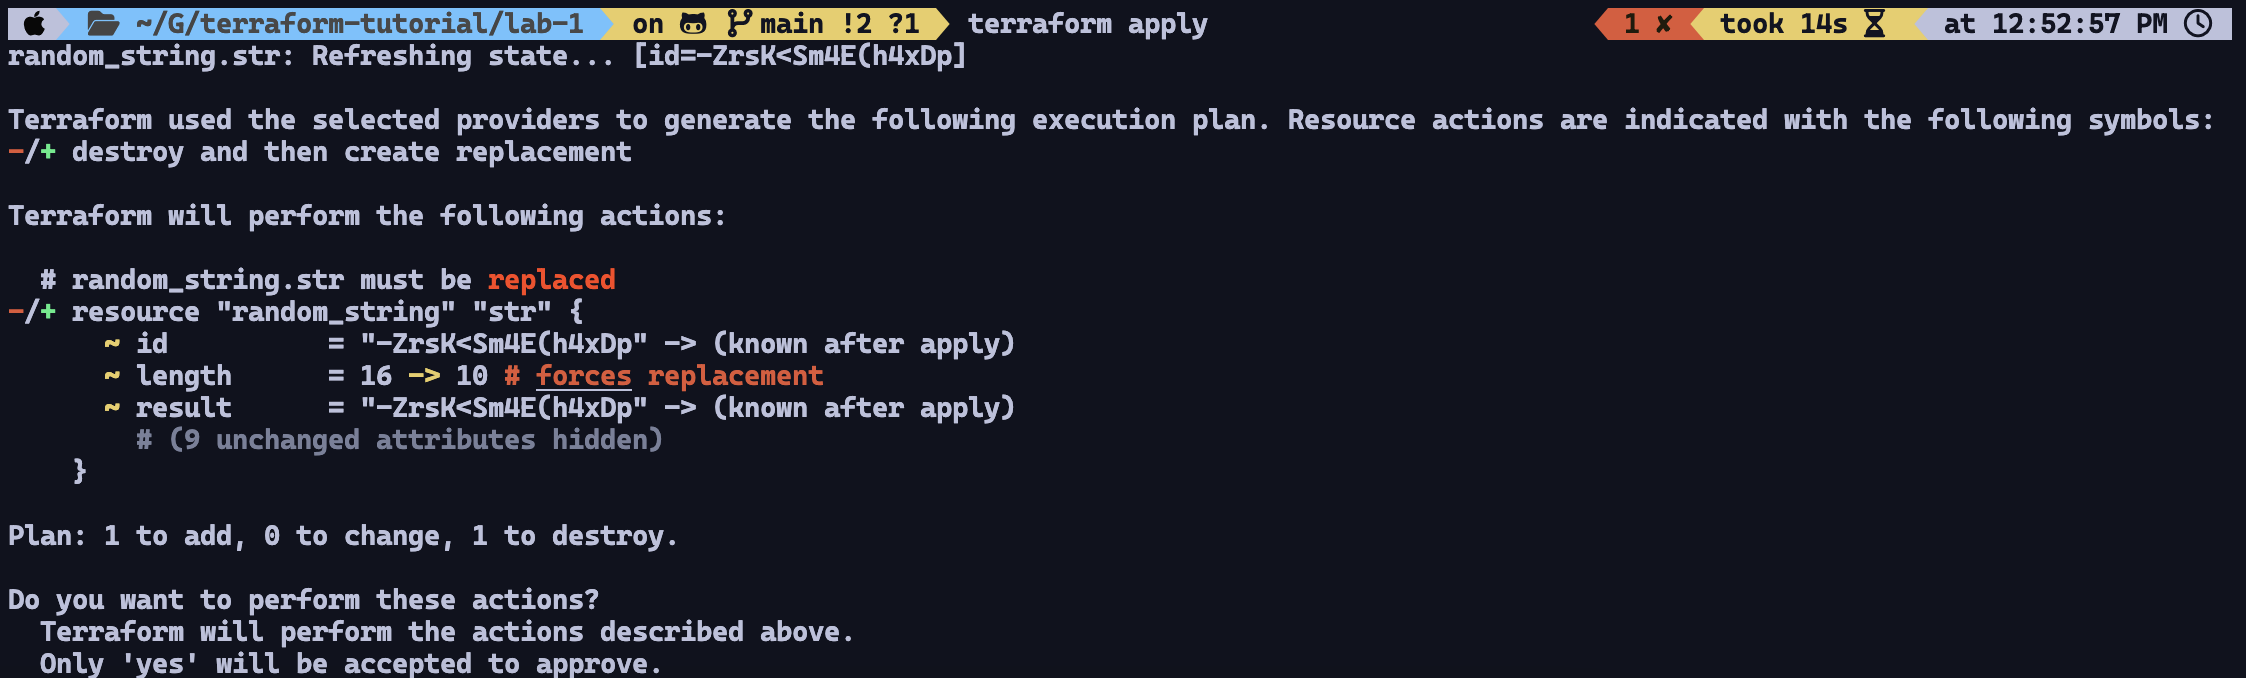 ~/G/terraform-tutorial/lab-1 on main !2 ?1 terraform apply 1 ✘ took 14s at 12:52:57 PM
random_string.str: Refreshing state... [id=-ZrsK<Sm4E(h4xDp]
Terraform used the selected providers to generate the following execution plan. Resource actions are indicated with the following symbols:
-/+ destroy and then create replacement
Terraform will perform the following actions:
# random_string.str must be replaced
-/+ resource "random_string" "str" {
~ id = "-ZrsK<Sm4E(h4xDp" -> (known after apply)
~ length = 16 -> 10 # forces replacement
~ result = "-ZrsK<Sm4E(h4xDp" -> (known after apply)
# (9 unchanged attributes hidden)
}
Plan: 1 to add, 0 to change, 1 to destroy.
Do you want to perform these actions?
Terraform will perform the actions described above.
Only 'yes' will be accepted to approve.